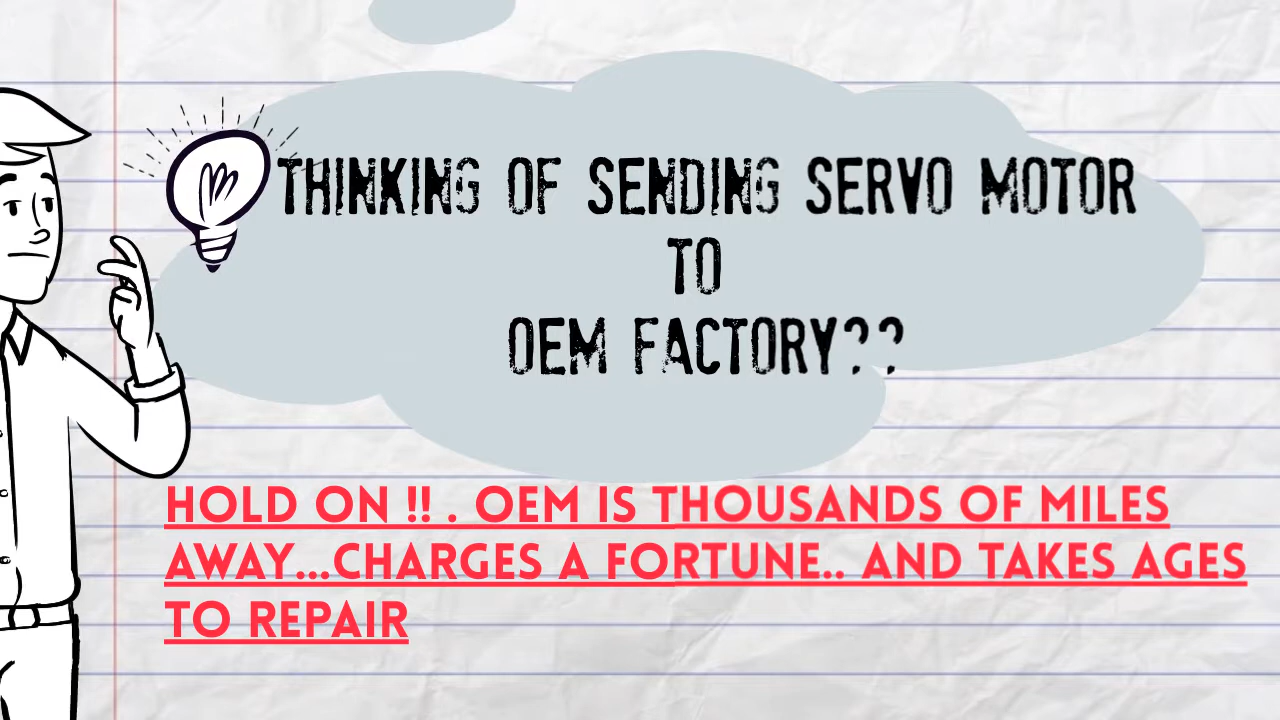 THINKING OF SENDING SERVO MOTOR
TO
OEM FACTORY??
HOLD ON !! . OEM IS THOUSANDS OF MILES
AWAY...CHARGES A FORTUNE.. AND TAKES AGES
TO REPAIR